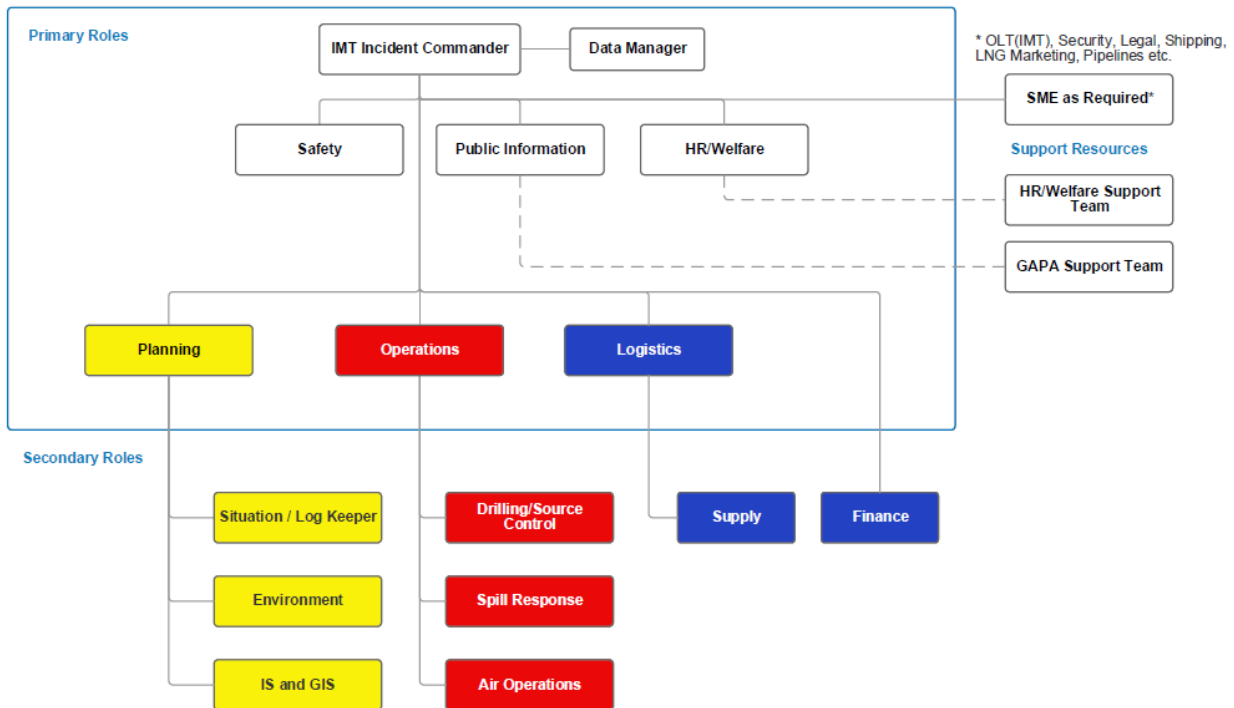 Primary Roles
IMT Incident Commander
Data Manager
* OLT(IMT), Security, Legal, Shipping,
LNG Marketing, Pipelines etc.
SME as Required*
Safety
Public Information
HR/Welfare
Support Resources
HR/Welfare Support
Team
GAPA Support Team
Planning
Operations
Logistics
Secondary Roles
Situation / Log Keeper
Drilling/Source
Control
Supply
Finance
Environment
Spill Response
IS and GIS
Air Operations